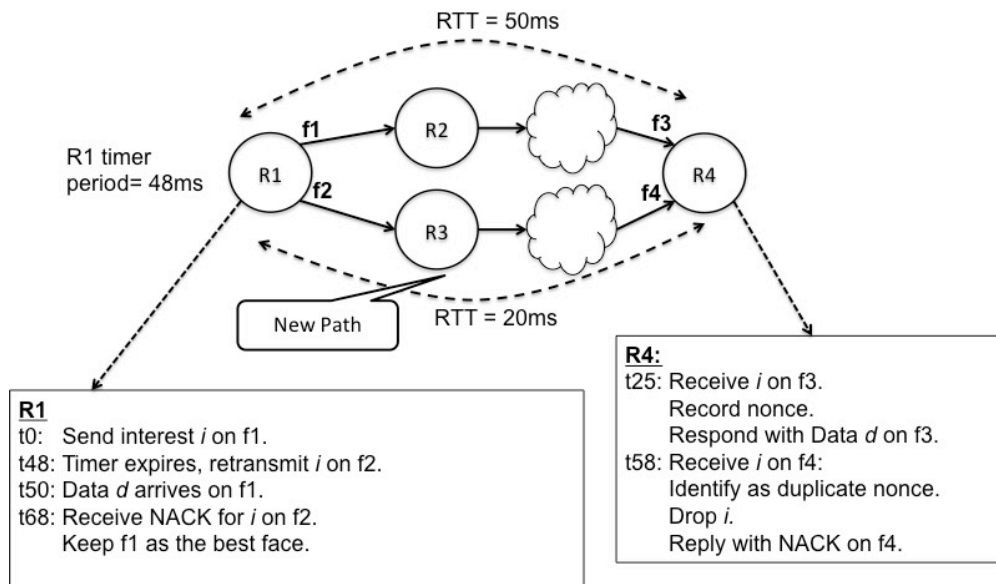 RTT = 50ms
f1
R2
f3
R1 timer
period= 48ms
R1
R4
f2
f4
R3
New Path
RTT = 20ms
R1
t0: Send interest i on f1.
t48: Timer expires, retransmit i on f2.
t50: Data d arrives on f1.
t68: Receive NACK for i on f2.
Keep f1 as the best face.
R4:
t25: Receive i on f3.
Record nonce.
Respond with Data d on f3.
t58: Receive i on f4:
Identify as duplicate nonce.
Drop i.
Reply with NACK on f4.